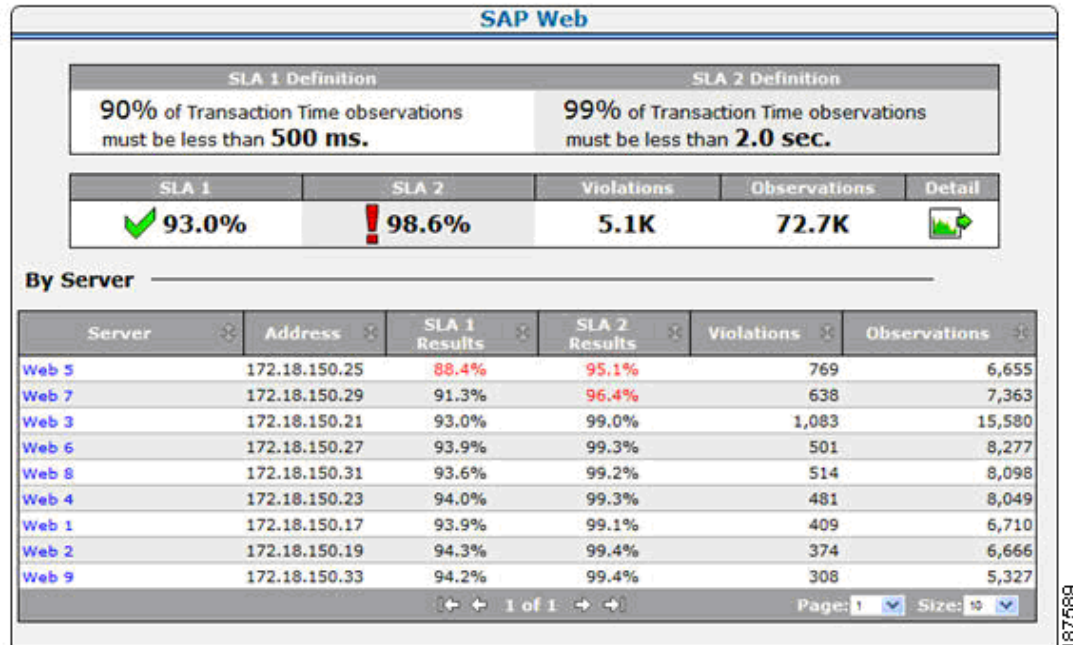 SAP Web
SLA 1 Definition SLA 2 Definition
90% of Transaction Time observations 99% of Transaction Time observations
must be less than 500 ms. must be less than 2.0 sec.
SLA 1 SLA 2 Violations Observations Detail
93.0% 98.6% 5.1K 72.7K
By Server
Server Address SLA 1 Results SLA 2 Results Violations Observations
Web 5 172.18.150.25 88.4% 95.1% 769 6,655
Web 7 172.18.150.29 91.3% 96.4% 638 7,363
Web 3 172.18.150.21 93.0% 99.0% 1,083 15,580
Web 6 172.18.150.27 93.9% 99.3% 501 8,277
Web 8 172.18.150.31 93.6% 99.2% 514 8,098
Web 4 172.18.150.23 94.0% 99.3% 481 8,049
Web 1 172.18.150.17 93.9% 99.1% 409 6,710
Web 2 172.18.150.19 94.3% 99.4% 374 6,666
Web 9 172.18.150.33 94.2% 99.4% 308 5,327
1 of 1 Page: 1 Size: 10
187589